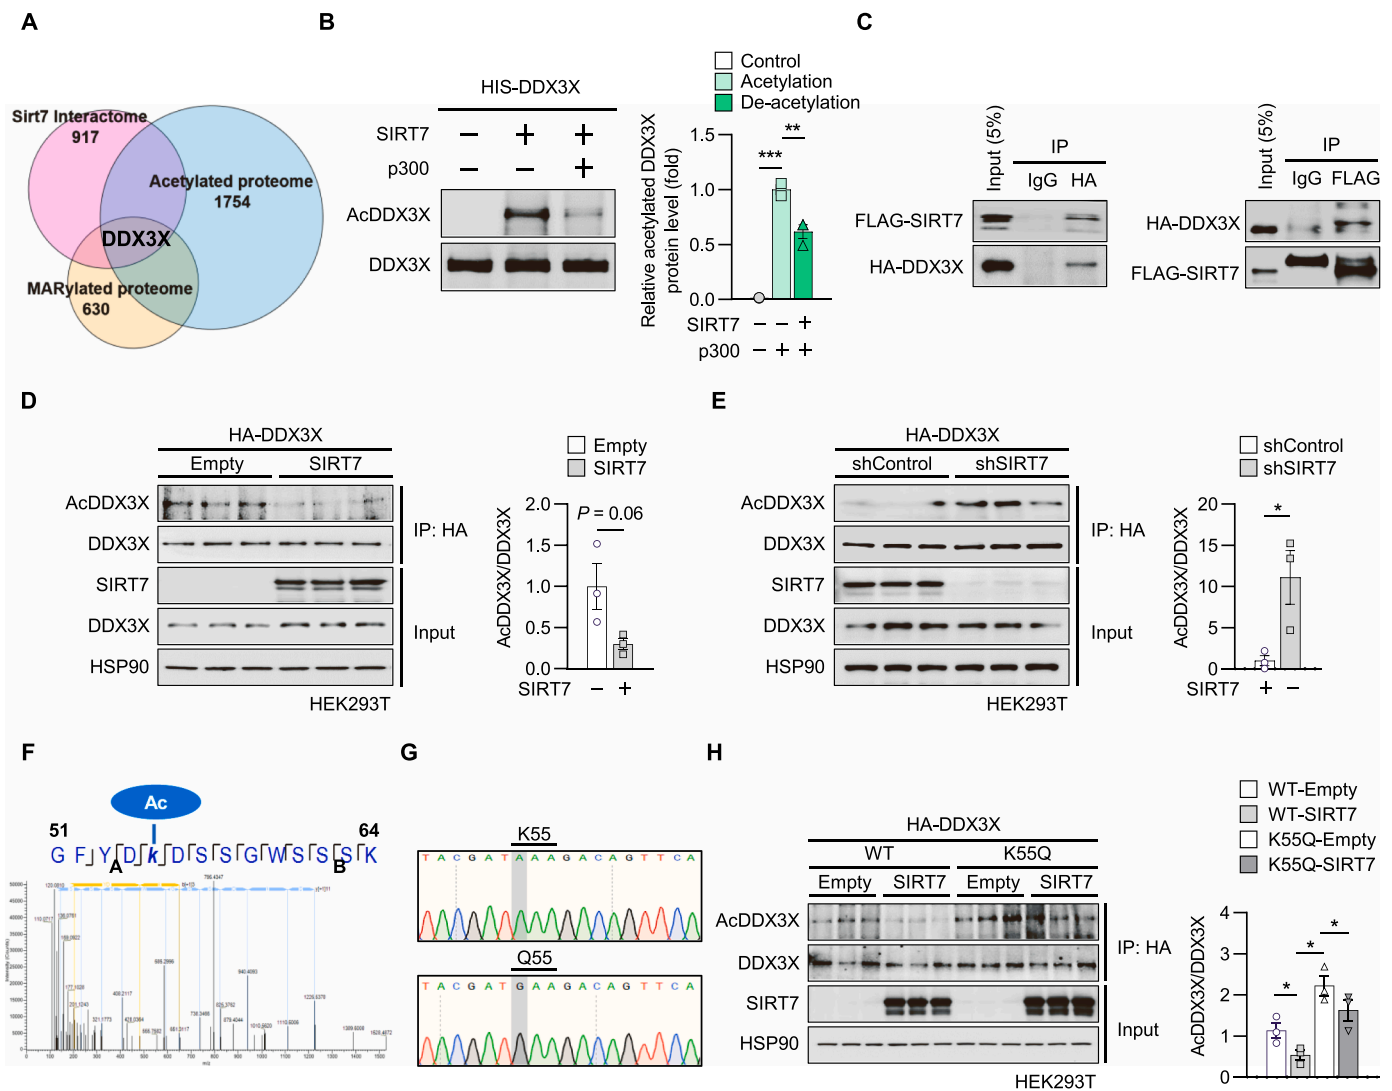 A
Sirt7 Interactome
917
Acetylated proteome
1754
DDX3X
MARylated proteome
630
B
HIS-DDX3X
SIRT7 – + +
p300 – – +
AcDDX3X
DDX3X
Control
Acetylation
De-acetylation
Relative acetylated DDX3X
protein level (fold)
1.5
1.0
0.5
0.0
***
**
SIRT7 – – +
p300 – + +
C
Input (5%)
IP
IgG HA
FLAG-SIRT7
HA-DDX3X
Input (5%)
IP
IgG FLAG
HA-DDX3X
FLAG-SIRT7
D
HA-DDX3X
Empty SIRT7
AcDDX3X
DDX3X
SIRT7
DDX3X
HSP90
IP: HA
Input
HEK293T
Empty
SIRT7
AcDDX3X/DDX3X
2.0
1.5
1.0
0.5
0.0
P = 0.06
SIRT7 – +
E
HA-DDX3X
shControl shSIRT7
AcDDX3X
DDX3X
SIRT7
DDX3X
HSP90
IP: HA
Input
HEK293T
shControl
shSIRT7
AcDDX3X/DDX3X
20
15
10
5
0
*
SIRT7 + –
F
Ac
51 64
G F Y D k D S S G W S S S K
A B
G
K55
T A C G A T A A A G A C A G T T C A
Q55
T A C G A T G A A G A C A G T T C A
H
HA-DDX3X
WT K55Q
Empty SIRT7 Empty SIRT7
AcDDX3X
DDX3X
SIRT7
HSP90
IP: HA
Input
HEK293T
WT-Empty
WT-SIRT7
K55Q-Empty
K55Q-SIRT7
AcDDX3X/DDX3X
4
3
2
1
0
*
*
*